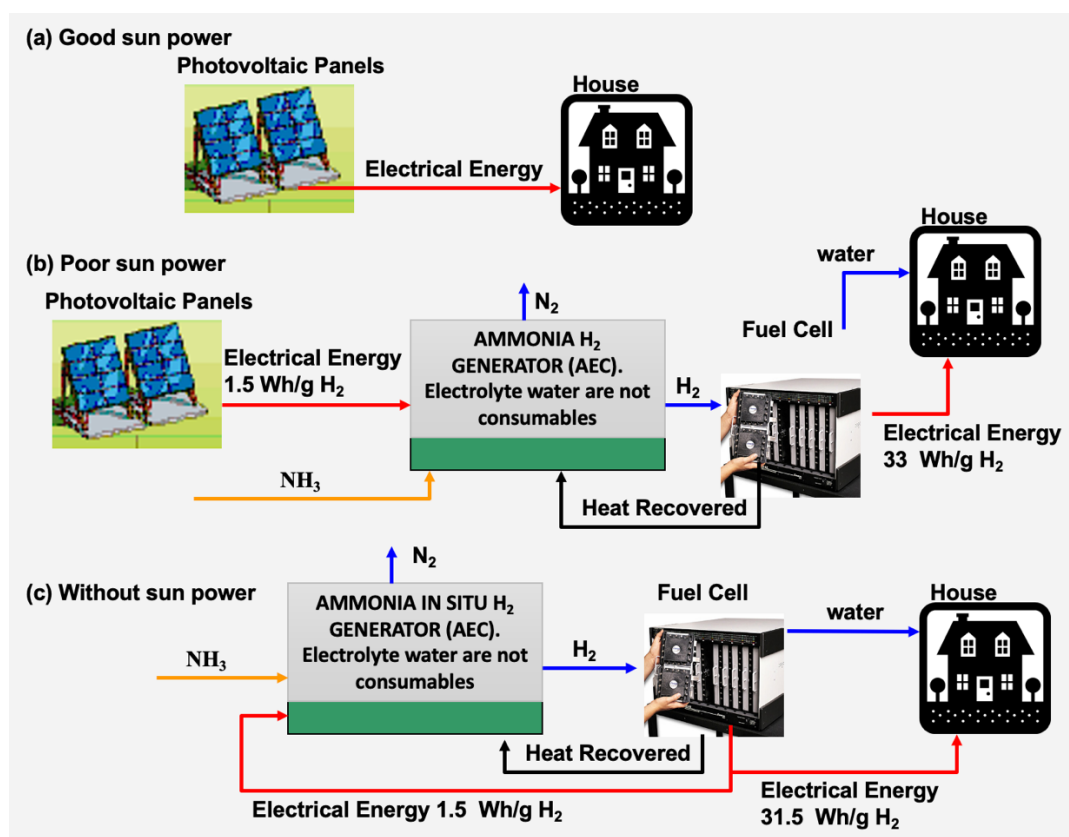 (a) Good sun power
Photovoltaic Panels
House
Electrical Energy
House
(b) Poor sun power
water
Photovoltaic Panels
N2
Fuel Cell
AMMONIA H2
GENERATOR (AEC).
Electrolyte water are not
consumables
Electrical Energy
1.5 Wh/g H2
H2
Electrical Energy
33 Wh/g H2
NH3
Heat Recovered
N2
(c) Without sun power
AMMONIA IN SITU H2
GENERATOR (AEC).
Electrolyte water are not
consumables
Fuel Cell
House
water
NH3
H2
Heat Recovered
Electrical Energy 1.5 Wh/g H2
Electrical Energy
31.5 Wh/g H2